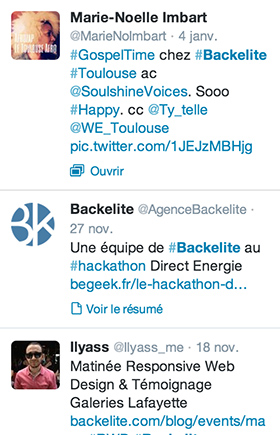 Marie-Noelle Imbart
@MarieNoImbart · 4 janv.
#GospelTime chez #Backelite
#Toulouse ac
@SoulshineVoices. Sooo
#Happy. cc @Ty_telle
@WE_Toulouse
pic.twitter.com/1JEJzMBHjg
Ouvrir
Backelite @AgenceBackelite ·
27 nov.
Une équipe de #Backelite au
#hackathon Direct Energie
begeek.fr/le-hackathon-d...
Voir le résumé
Ilyass @Ilyass_me · 18 nov.
Matinée Responsive Web
Design & Témoignage
Galeries Lafayette
backelite.com/blog/events/ma